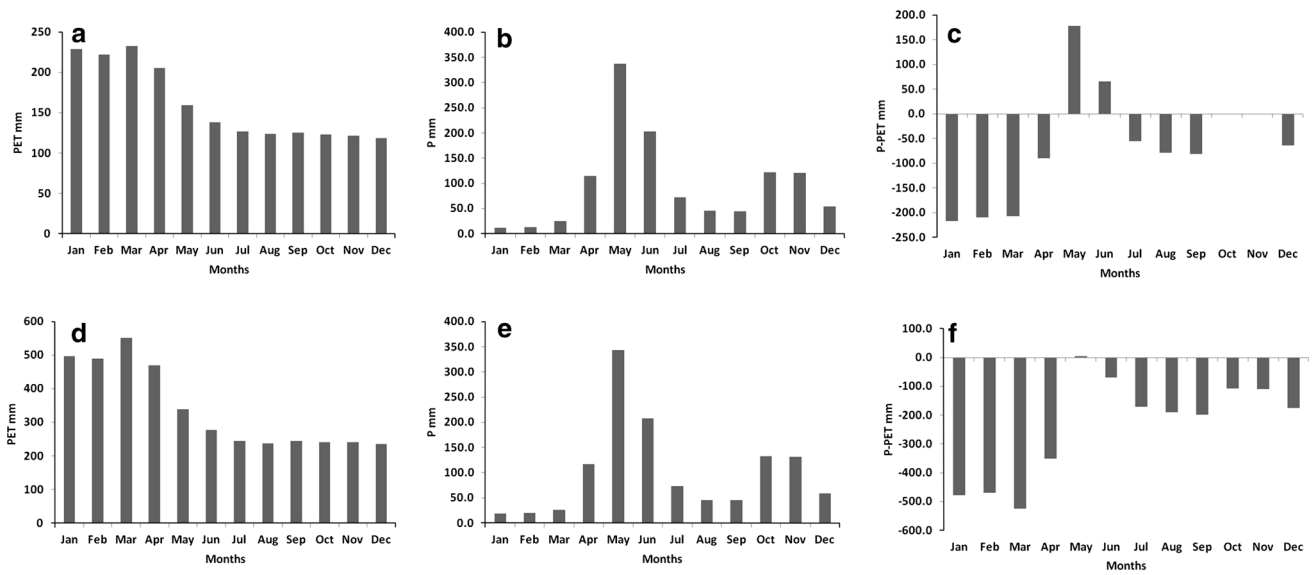 a
250
200
150
100
50
0
PET mm
Jan Feb Mar Apr May Jun Jul Aug Sep Oct Nov Dec
Months
b
400.0
350.0
300.0
250.0
200.0
150.0
100.0
50.0
0.0
P mm
Jan Feb Mar Apr May Jun Jul Aug Sep Oct Nov Dec
Months
c
200.0
150.0
100.0
50.0
0.0
-50.0
-100.0
-150.0
-200.0
-250.0
P-PET mm
Jan Feb Mar Apr May Jun Jul Aug Sep Oct Nov Dec
Months
d
600
500
400
300
200
100
0
PET mm
Jan Feb Mar Apr May Jun Jul Aug Sep Oct Nov Dec
Months
e
400.0
350.0
300.0
250.0
200.0
150.0
100.0
50.0
0.0
P mm
Jan Feb Mar Apr May Jun Jul Aug Sep Oct Nov Dec
Months
f
100.0
0.0
-100.0
-200.0
-300.0
-400.0
-500.0
-600.0
P-PET mm
Jan Feb Mar Apr May Jun Jul Aug Sep Oct Nov Dec
Months